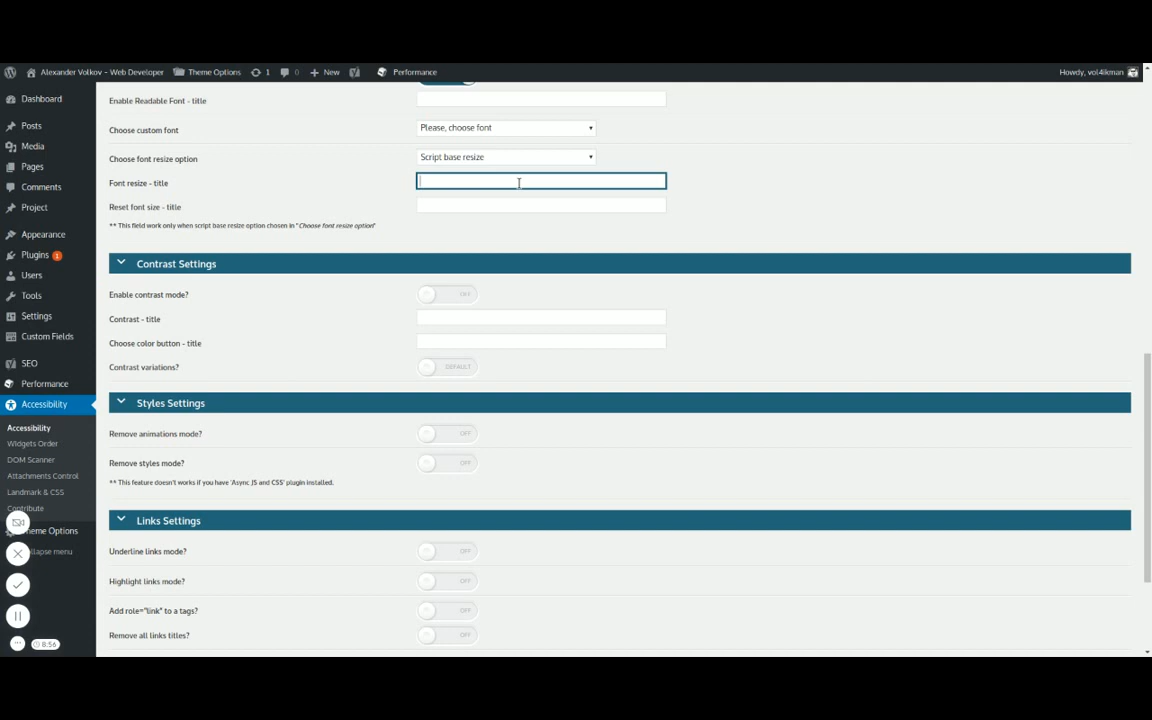 Alexander Volkov – Web Developer Theme Options 1 0 New Performance Howdy, vol4ikman
Dashboard
Posts
Media
Pages
Comments
Project
Appearance
Plugins 1
Users
Tools
Settings
Custom Fields
SEO
Performance
Accessibility
Accessibility
Widgets Order
DOM Scanner
Attachments Control
Landmark & CSS
Contribute
heme Options
ollapse menu
8:56
Enable Readable Font - title
Choose custom font Please, choose font
Choose font resize option Script base resize
Font resize - title
Reset font size - title
** This field work only when script base resize option chosen in "Choose font resize option"
Contrast Settings
Enable contrast mode? OFF
Contrast - title
Choose color button - title
Contrast variations? DEFAULT
Styles Settings
Remove animations mode? OFF
Remove styles mode? OFF
** This feature doesn't works if you have 'Async JS and CSS' plugin installed.
Links Settings
Underline links mode? OFF
Highlight links mode? OFF
Add role="link" to a tags? OFF
Remove all links titles? OFF